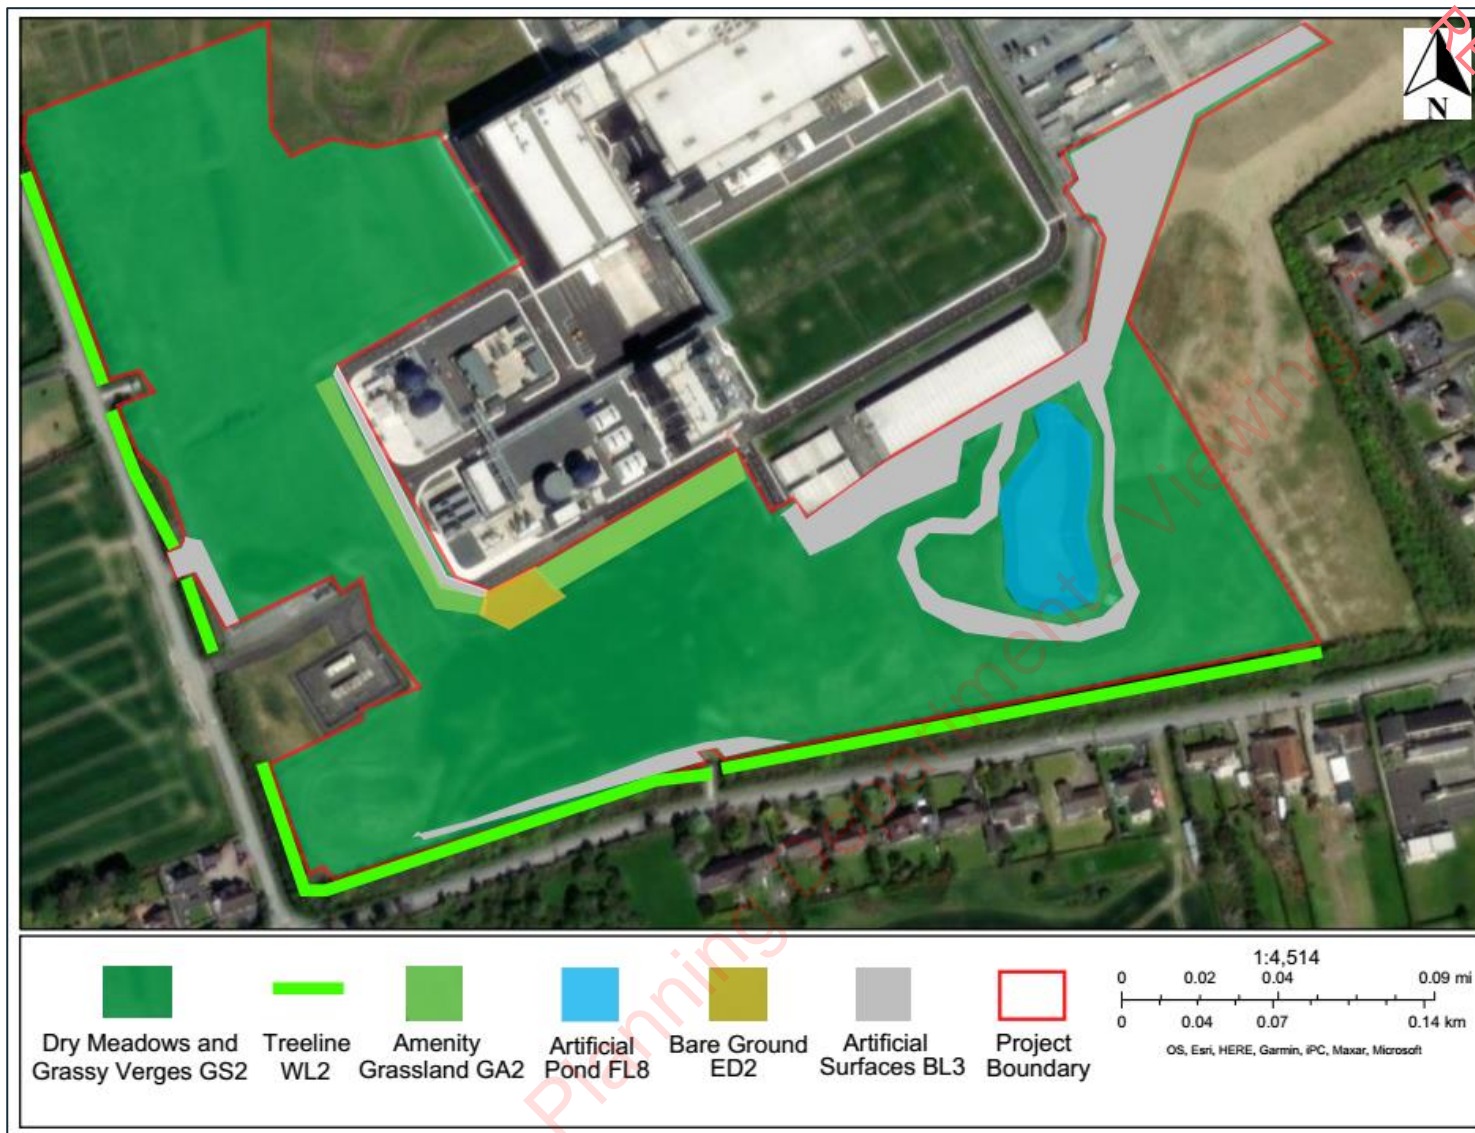 RE
N
Planning Department - Viewing Pur
1:4,514
0 0.02 0.04 0.09 mi
0 0.04 0.07 0.14 km
OS, Esri, HERE, Garmin, iPC, Maxar, Microsoft
Dry Meadows and
Grassy Verges GS2
Treeline
WL2
Amenity
Grassland GA2
Artificial
Pond FL8
Bare Ground
ED2
Artificial
Surfaces BL3
Project
Boundary